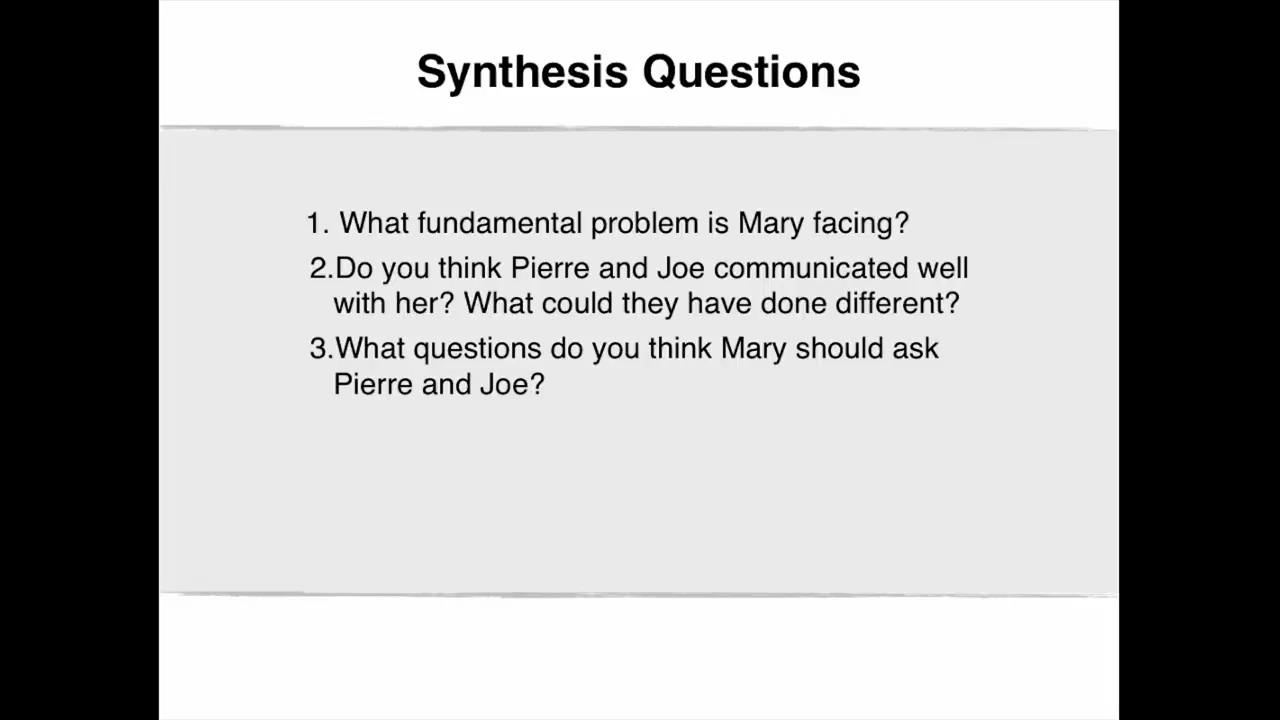 Synthesis Questions
1. What fundamental problem is Mary facing?
2.Do you think Pierre and Joe communicated well
with her? What could they have done different?
3.What questions do you think Mary should ask
Pierre and Joe?